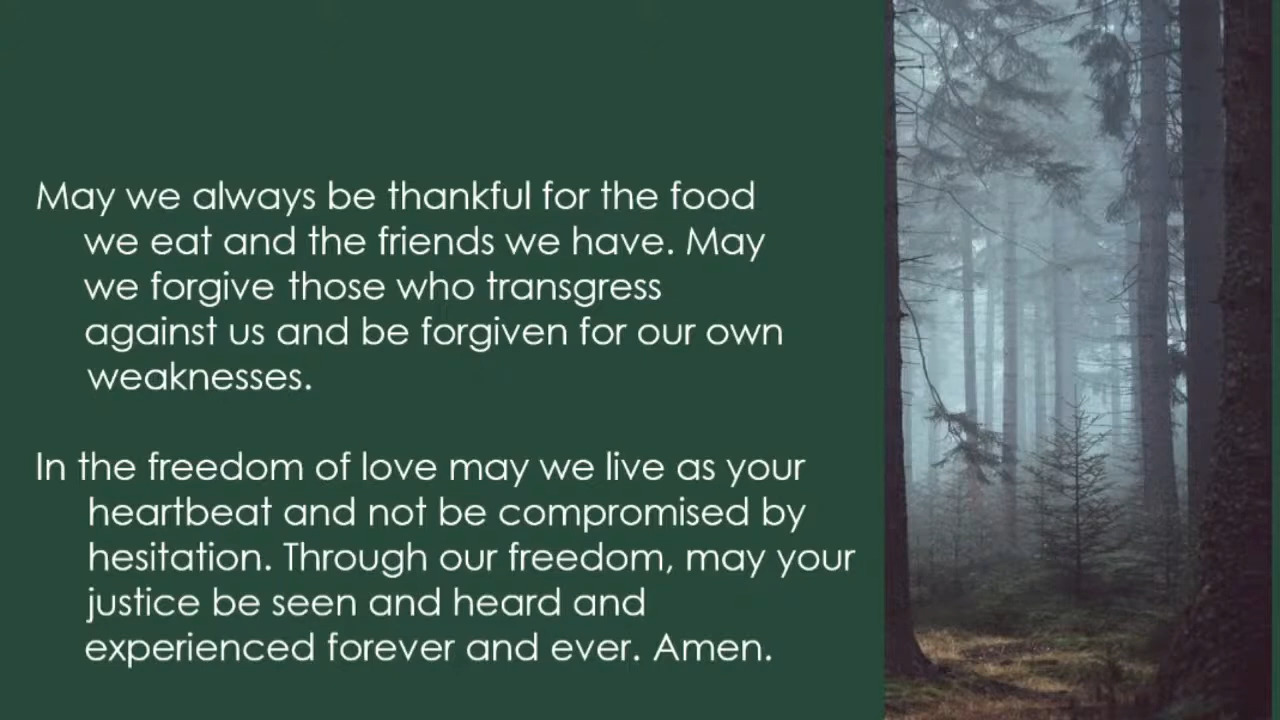 May we always be thankful for the food
we eat and the friends we have. May
we forgive those who transgress
against us and be forgiven for our own
weaknesses.
In the freedom of love may we live as your
heartbeat and not be compromised by
hesitation. Through our freedom, may your
justice be seen and heard and
experienced forever and ever. Amen.